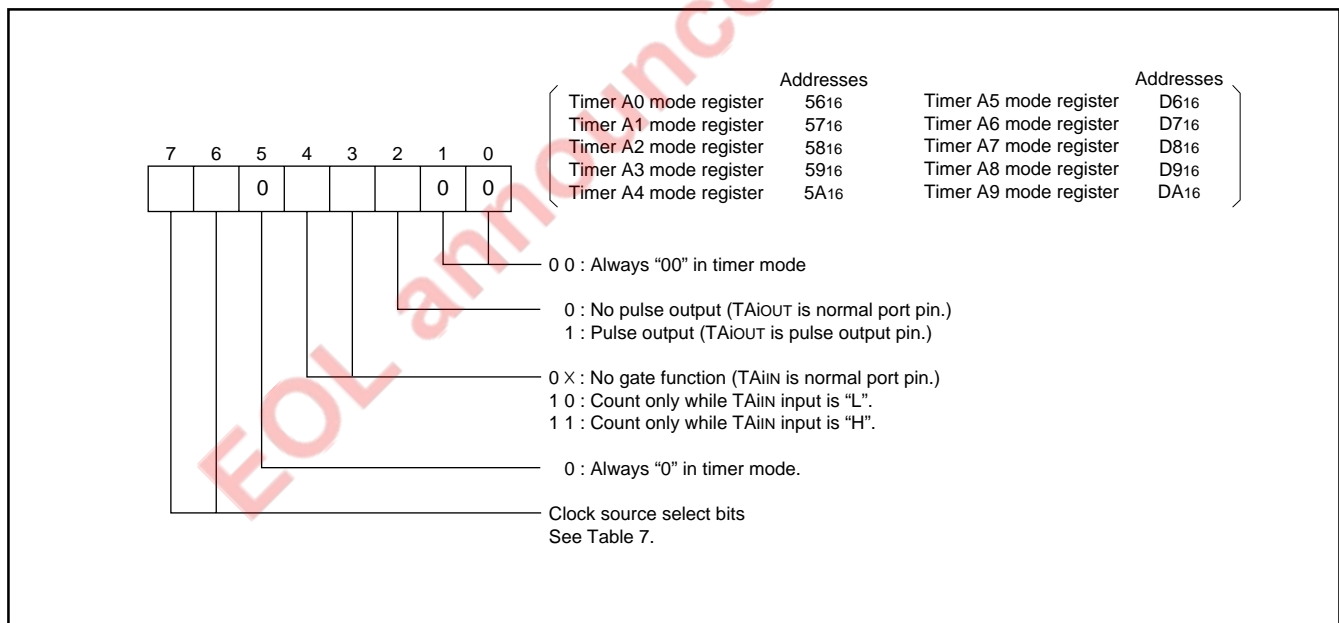 Addresses Addresses
Timer A0 mode register 5616 Timer A5 mode register D616
Timer A1 mode register 5716 Timer A6 mode register D716
Timer A2 mode register 5816 Timer A7 mode register D816
Timer A3 mode register 5916 Timer A8 mode register D916
Timer A4 mode register 5A16 Timer A9 mode register DA16
7 6 5 4 3 2 1 0
0 0 0
0 0 : Always “00” in timer mode
0 : No pulse output (TAiOUT is normal port pin.)
1 : Pulse output (TAiOUT is pulse output pin.)
0 × : No gate function (TAiIN is normal port pin.)
1 0 : Count only while TAiIN input is “L”.
1 1 : Count only while TAiIN input is “H”.
0 : Always “0” in timer mode.
Clock source select bits
See Table 7.
EOL announce